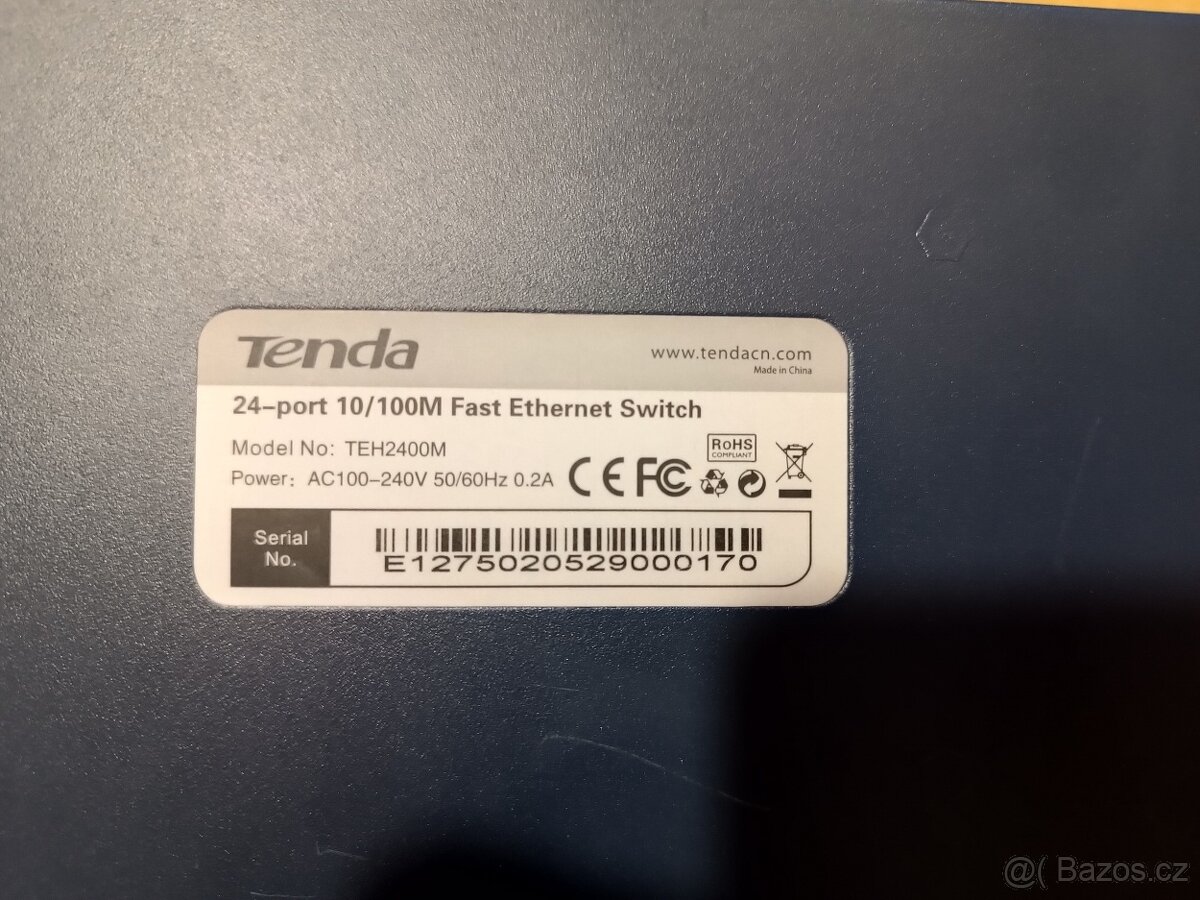 Tenda
www.tendacn.com
Made in China
24-port 10/100M Fast Ethernet Switch
Model No: TEH2400M
Power: AC100-240V 50/60Hz 0.2A
CE FC
RoHS
COMPLIANT
Serial
No.
E1275020529000170
@( Bazos.cz